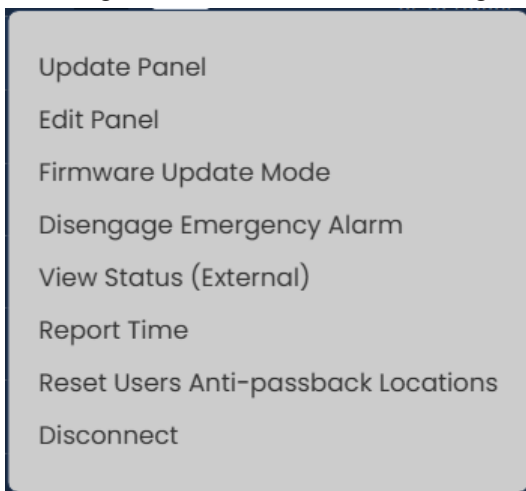 Update Panel
Edit Panel
Firmware Update Mode
Disengage Emergency Alarm
View Status (External)
Report Time
Reset Users Anti-passback Locations
Disconnect